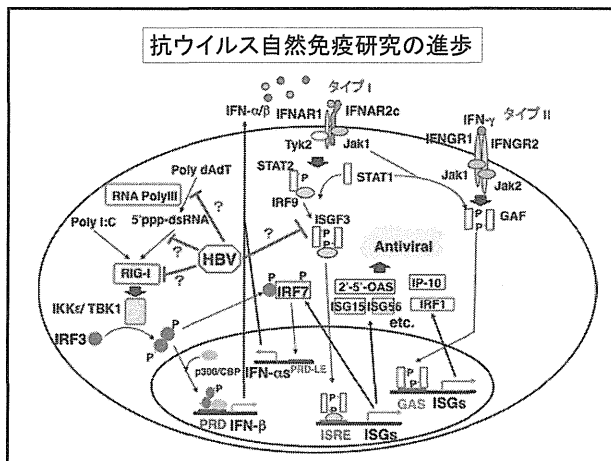 抗ウイルス自然免疫研究の進歩
タイプ I
IFN-α/β
IFNAR1
IFNAR2c
IFN-γ
タイプ II
IFNGR1
IFNGR2
Tyk2
Jak1
Jak1
Jak2
STAT2
P
STAT1
IRF9
ISGF3
P
P
P
P
GAF
Poly dAdT
RNA PolyIII
Poly I:C
5'ppp-dsRNA
?
?
?
?
HBV
RIG-I
IKKε/ TBK1
IRF3
P
P
P
P
IRF7
Antiviral
2'-5'-OAS
ISG15
ISG56
etc.
IP-10
IRF1
p300/CBP
IFN-αs
PRD-LE
PRD
IFN-β
P
P
ISRE
ISGs
P
P
GAS
ISGs